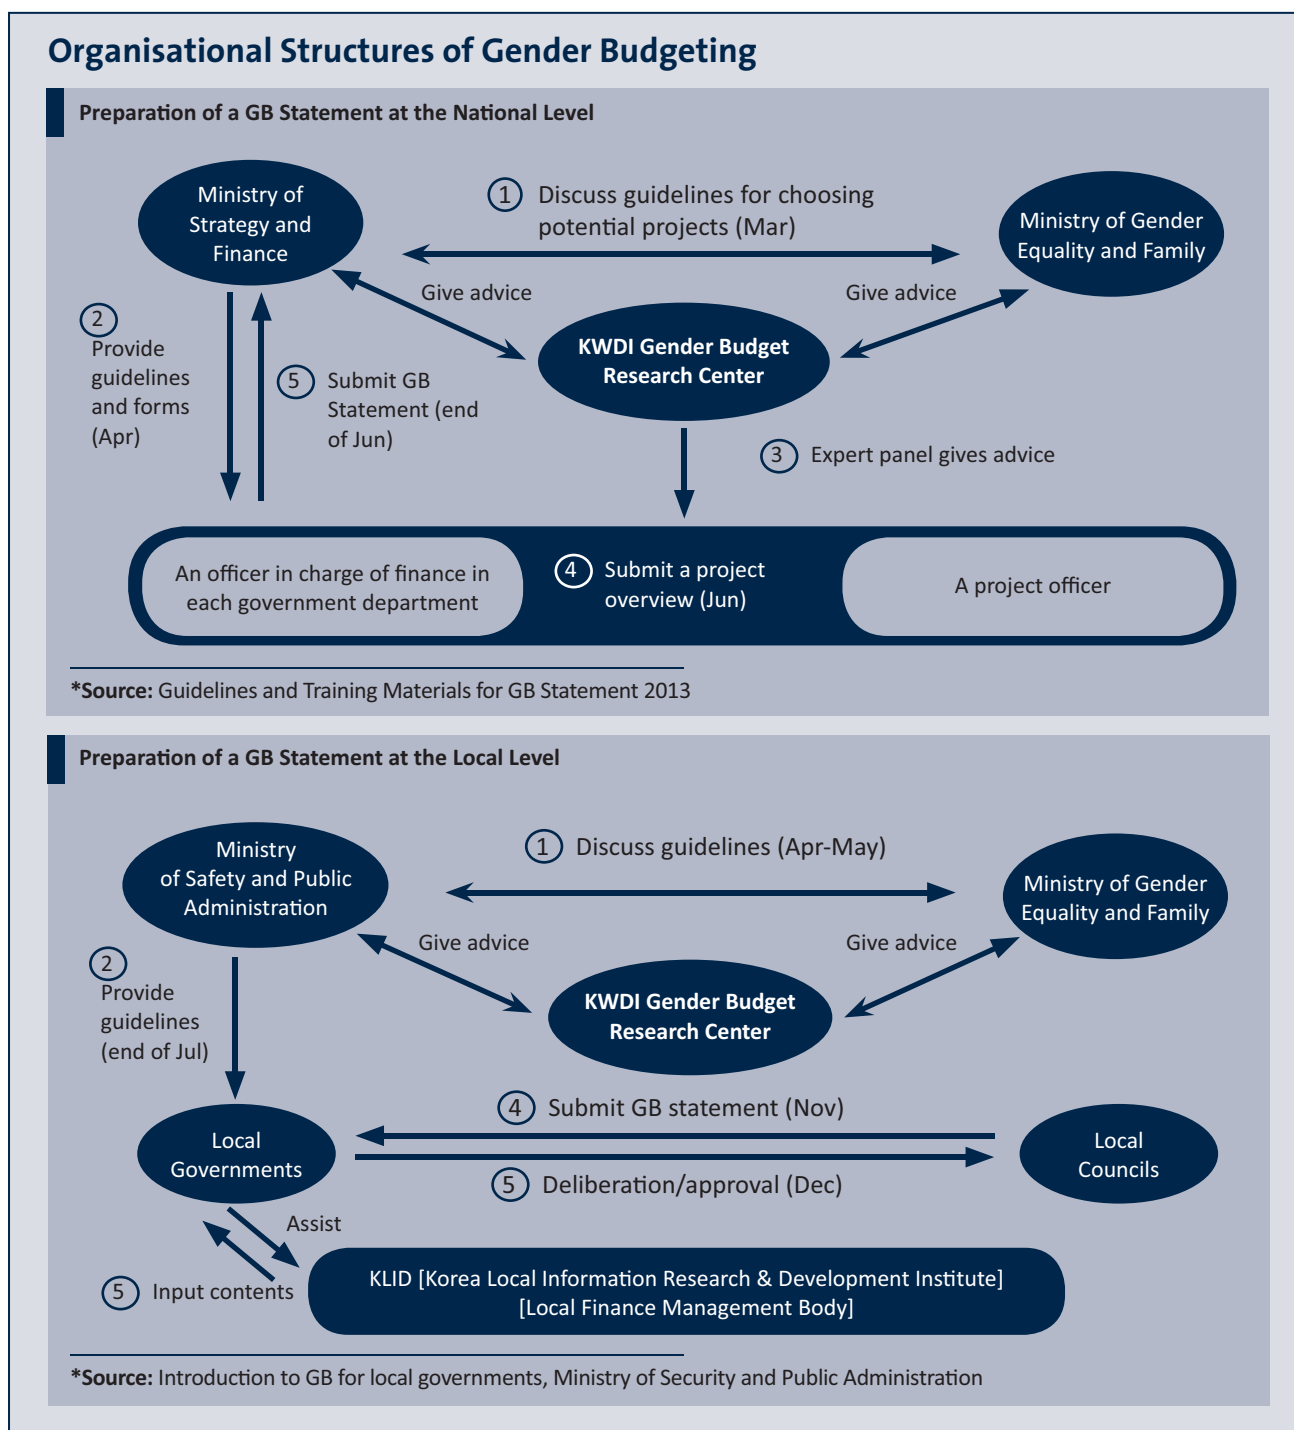 Organisational Structures of Gender Budgeting
Preparation of a GB Statement at the National Level
Ministry of
Strategy and
Finance
1 Discuss guidelines for choosing
potential projects (Mar)
Ministry of Gender
Equality and Family
Give advice
Give advice
KWDI Gender Budget
Research Center
2
Provide
guidelines
and forms
(Apr)
5 Submit GB
Statement (end
of Jun)
3 Expert panel gives advice
An officer in charge of finance in
each government department
4 Submit a project
overview (Jun)
A project officer
*Source: Guidelines and Training Materials for GB Statement 2013
Preparation of a GB Statement at the Local Level
Ministry
of Safety and Public
Administration
1 Discuss guidelines (Apr-May)
Ministry of Gender
Equality and Family
Give advice
Give advice
KWDI Gender Budget
Research Center
2
Provide
guidelines
(end of Jul)
4 Submit GB statement (Nov)
Local
Governments
Local
Councils
5 Deliberation/approval (Dec)
Assist
5 Input contents
KLID [Korea Local Information Research & Development Institute]
[Local Finance Management Body]
*Source: Introduction to GB for local governments, Ministry of Security and Public Administration